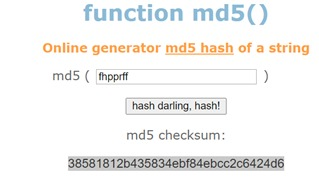 function md5()
Online generator md5 hash of a string
md5 ( fhpprff )
hash darling, hash!
md5 checksum:
38581812b435834ebf84ebcc2c6424d6